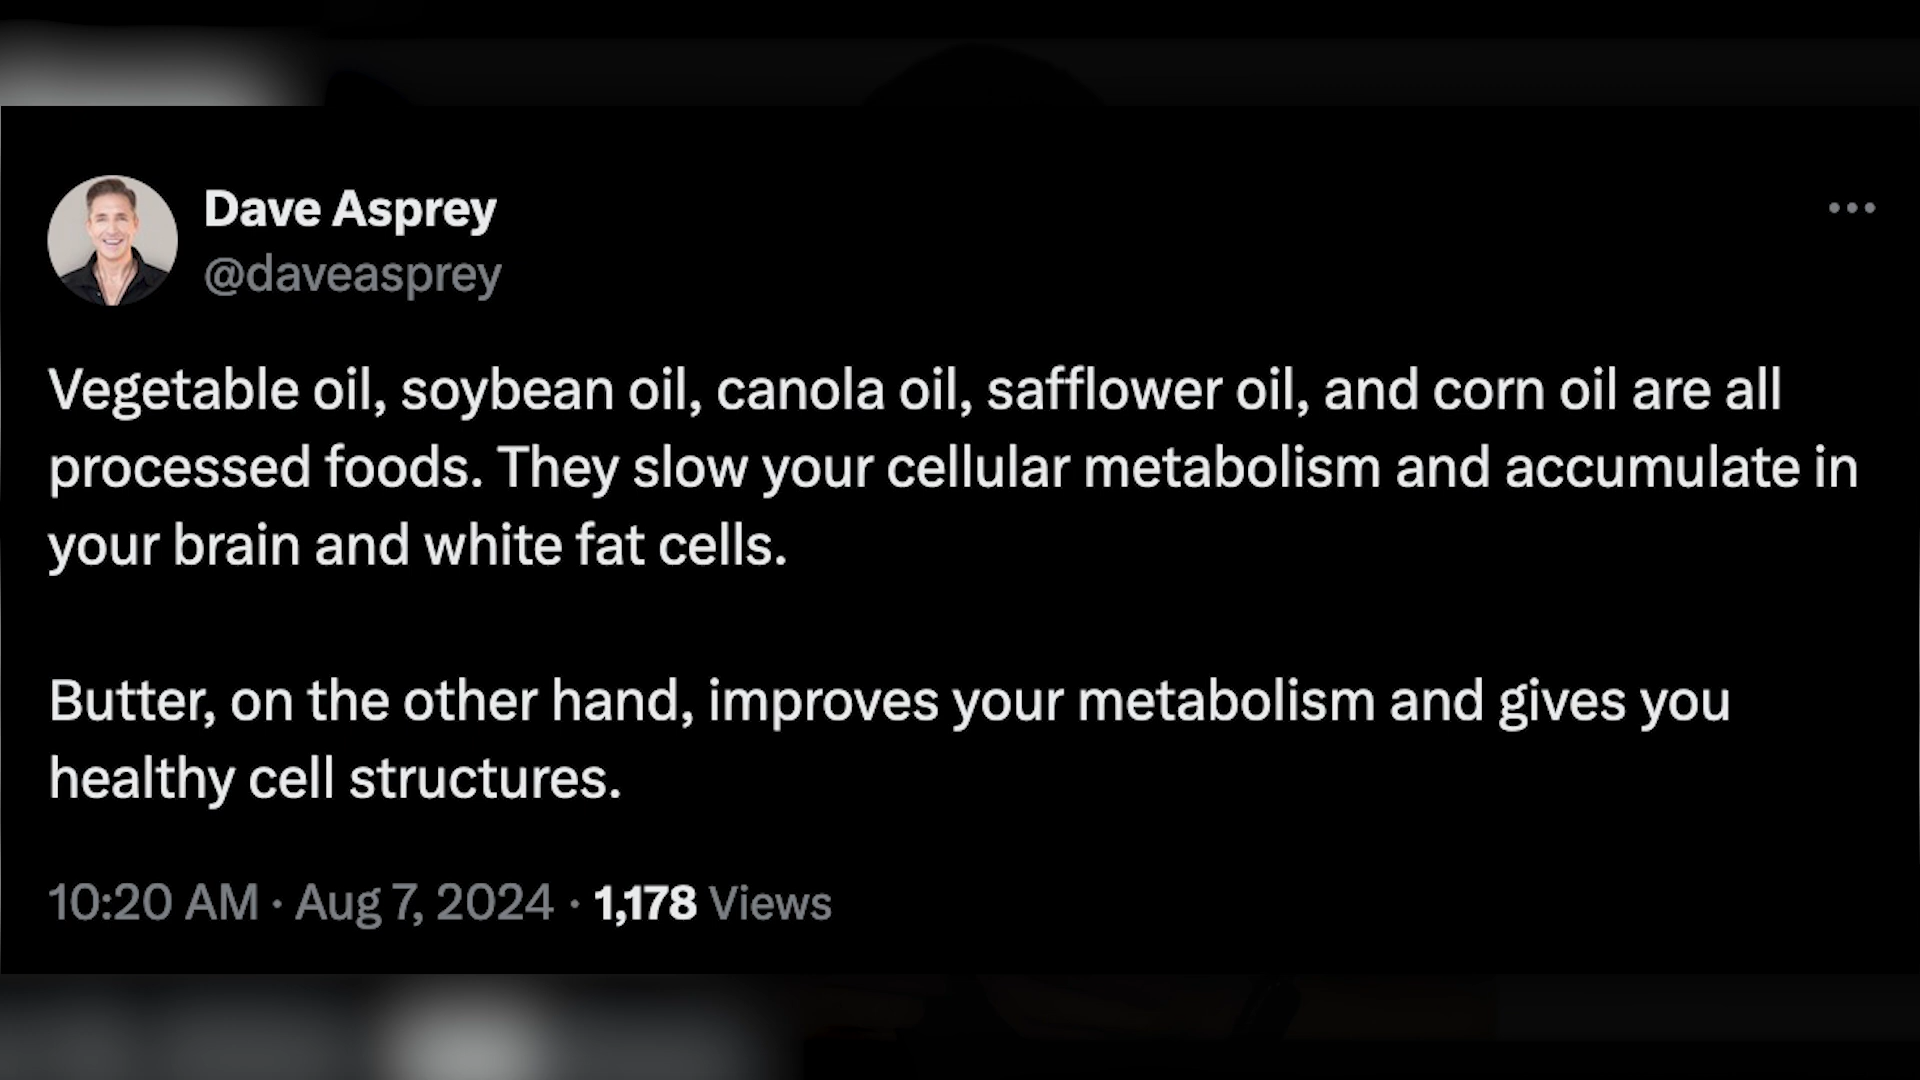 Dave Asprey
@daveasprey
Vegetable oil, soybean oil, canola oil, safflower oil, and corn oil are all
processed foods. They slow your cellular metabolism and accumulate in
your brain and white fat cells.
Butter, on the other hand, improves your metabolism and gives you
healthy cell structures.
10:20 AM · Aug 7, 2024 · 1,178 Views